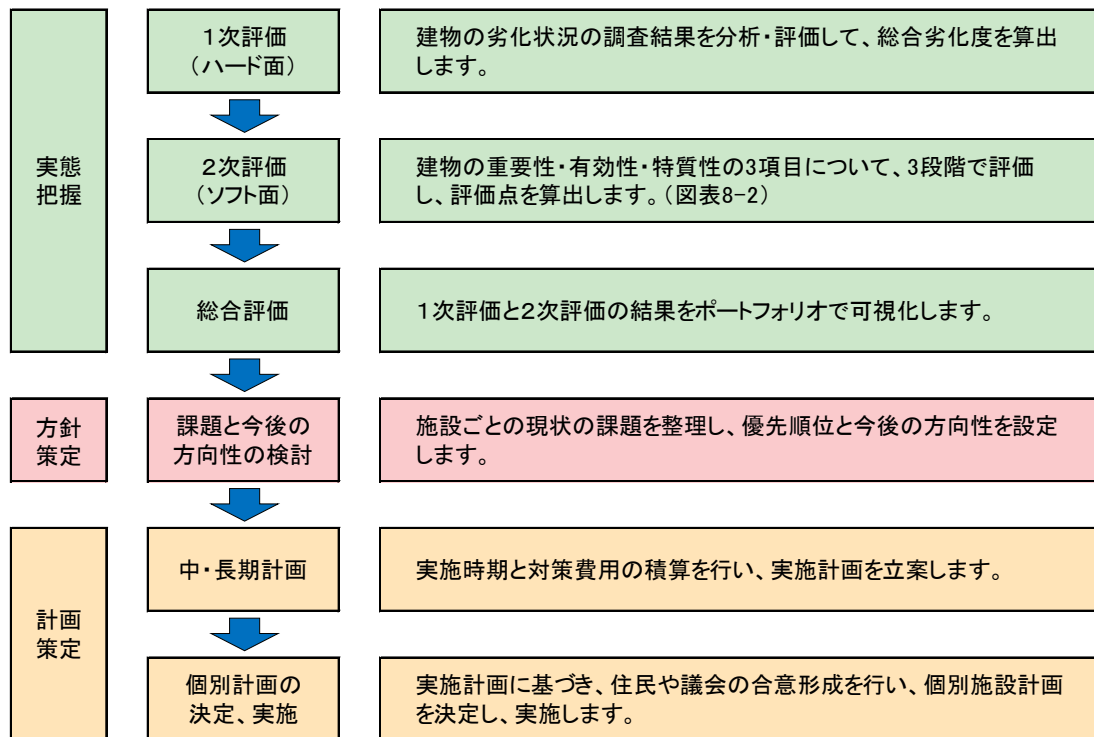 実態
把握
１次評価
（ハード面）
建物の劣化状況の調査結果を分析・評価して、総合劣化度を算出
します。
２次評価
（ソフト面）
建物の重要性・有効性・特質性の3項目について、3段階で評価
し、評価点を算出します。（図表8-2）
総合評価
１次評価と２次評価の結果をポートフォリオで可視化します。
方針
策定
課題と今後の
方向性の検討
施設ごとの現状の課題を整理し、優先順位と今後の方向性を設定
します。
計画
策定
中・長期計画
実施時期と対策費用の積算を行い、実施計画を立案します。
個別計画の
決定、実施
実施計画に基づき、住民や議会の合意形成を行い、個別施設計画
を決定し、実施します。